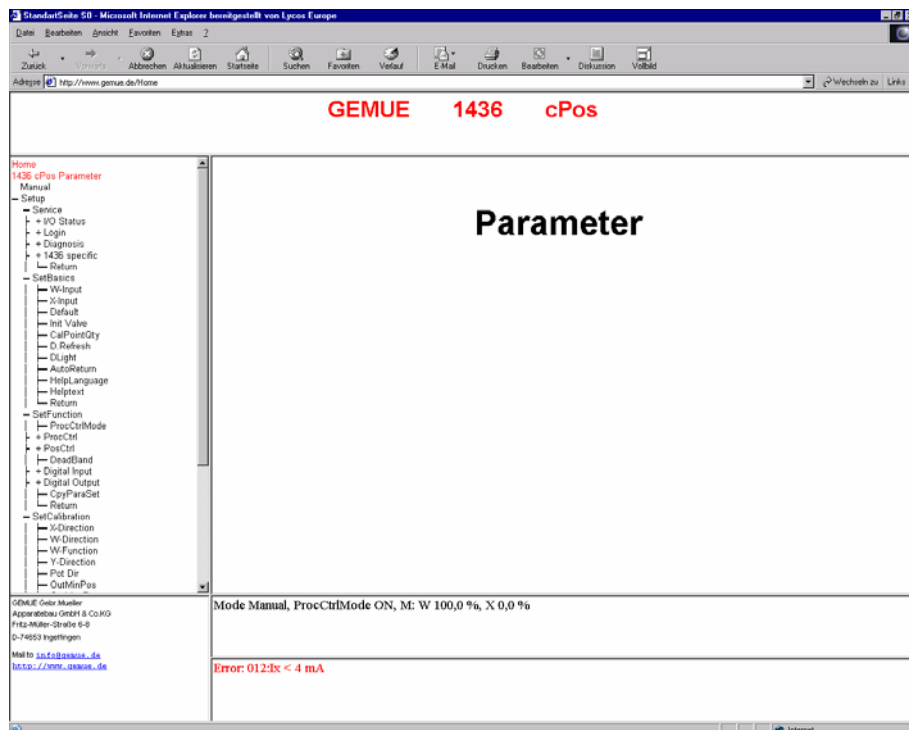 StandartSeite S0 - Microsoft Internet Explorer bereitgestellt von Lycos Europe
Datei Bearbeiten Ansicht Favoriten Extras ?
Zurück Vorwärts Abbrechen Aktualisieren Startseite Suchen Favoriten Verlauf E-Mail Drucken Bearbeiten Diskussion Vollbild
Adresse http://www.gemue.de/Home Wechseln zu Links
GEMUE 1436 cPos
Home
1436 cPos Parameter
Manual
Setup
Service
+ I/O Status
+ Login
+ Diagnosis
+ 1436 specific
Return
SetBasics
W-Input
X-Input
Default
Init Valve
CalPointQty
D.Refresh
DLight
AutoReturn
HelpLanguage
Helptext
Return
SetFunction
ProcCtrlMode
+ ProcCtrl
+ PosCtrl
DeadBand
+ Digital Input
+ Digital Output
CpyParaSet
Return
SetCalibration
X-Direction
W-Direction
W-Function
Y-Direction
Pot Dir
OutMinPos
Parameter
GEMUE Gebr.Mueller
Apparatebau GmbH & Co.KG
Fritz-Müller-Straße 6-8
D-74653 Ingelfingen
Mail to info@gemue.de
http://www.gemue.de
Mode Manual, ProcCtrlMode ON, M: W 100,0 %, X 0,0 %
Error: 012:Ix < 4 mA
Internet